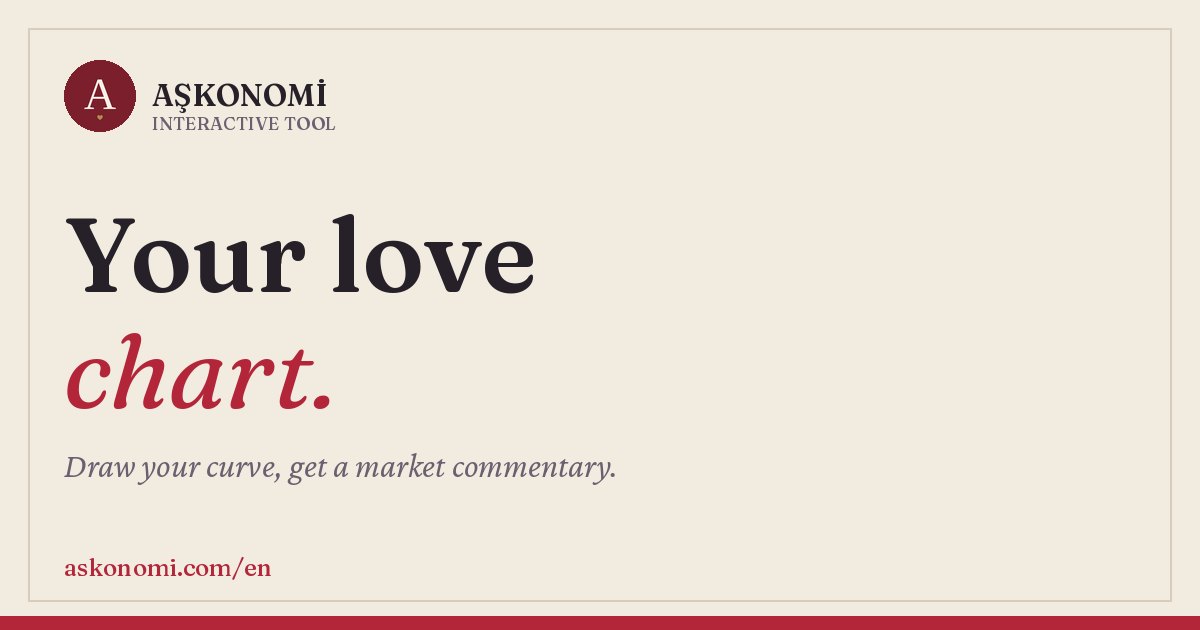 A
AŞKONOMİ
INTERACTIVE TOOL
Your love
chart.
Draw your curve, get a market commentary.
askonomi.com/en